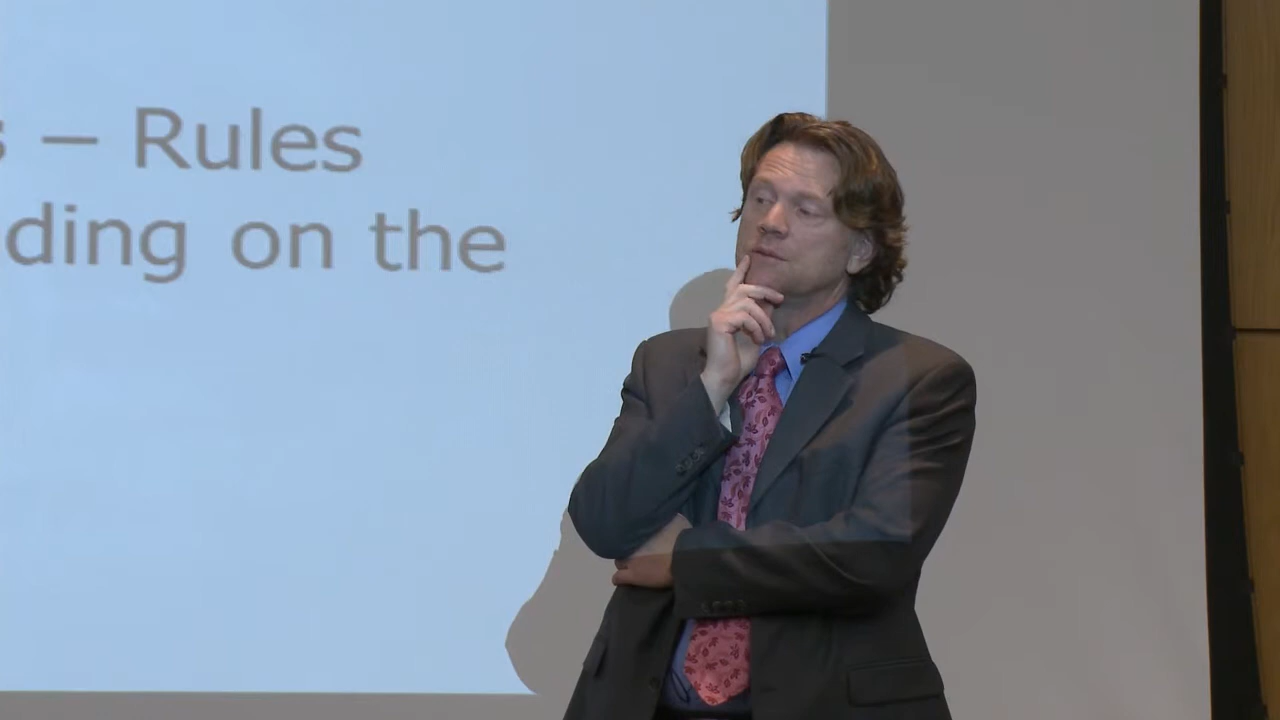 – Rules
ding on the